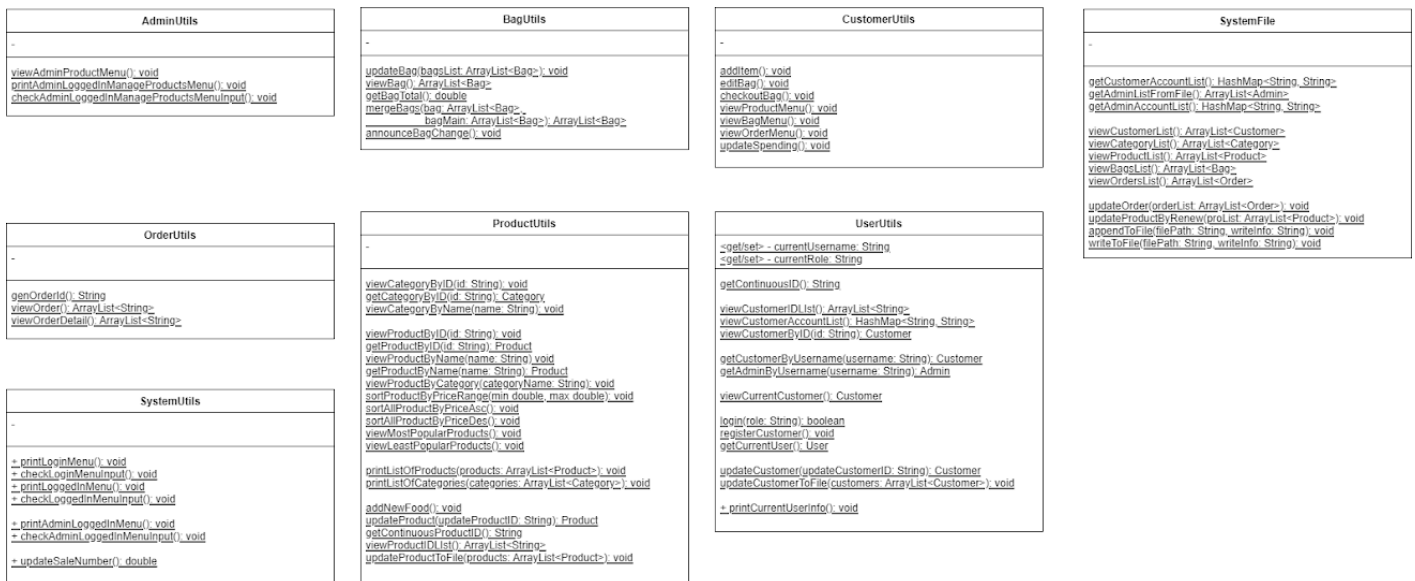 AdminUtils
-
viewAdminProductMenu(): void
printAdminLoggedInManageProductsMenu(): void
checkAdminLoggedInManageProductsMenuInput(): void
BagUtils
-
updateBag(bagsList: ArrayList<Bag>): void
viewBag(): ArrayList<Bag>
getBagTotal(): double
mergeBags(bag: ArrayList<Bag>,
bagMain: ArrayList<Bag>): ArrayList<Bag>
announceBagChange(): void
CustomerUtils
-
addItem(): void
editBag(): void
checkoutBag(): void
viewProductMenu(): void
viewBagMenu(): void
viewOrderMenu(): void
updateSpending(): void
SystemFile
-
getCustomerAccountList(): HashMap<String, String>
getAdminListFromFile(): ArrayList<Admin>
getAdminAccountList(): HashMap<String, String>
viewCustomerList(): ArrayList<Customer>
viewCategoryList(): ArrayList<Category>
viewProductList(): ArrayList<Product>
viewBagsList(): ArrayList<Bag>
viewOrdersList(): ArrayList<Order>
updateOrder(orderList: ArrayList<Order>): void
updateProductByRenew(proList: ArrayList<Product>): void
appendToFile(filePath: String, writeInfo: String): void
writeToFile(filePath: String, writeInfo: String): void
OrderUtils
-
genOrderId(): String
viewOrder(): ArrayList<String>
viewOrderDetail(): ArrayList<String>
ProductUtils
-
viewCategoryByID(id: String): void
getCategoryByID(id: String): Category
viewCategoryByName(name: String): void
viewProductByID(id: String): void
getProductByID(id: String): Product
viewProductByName(name: String) void
getProductByName(name: String): Product
viewProductByCategory(categoryName: String): void
sortProductByPriceRange(min double, max double): void
sortAllProductByPriceAsc(): void
sortAllProductByPriceDes(): void
viewMostPopularProducts(): void
viewLeastPopularProducts(): void
printListOfProducts(products: ArrayList<Product>): void
printListOfCategories(categories: ArrayList<Category>): void
addNewFood(): void
updateProduct(updateProductID: String): Product
getContinuousProductID(): String
viewProductIDLIst(): ArrayList<String>
updateProductToFile(products: ArrayList<Product>): void
UserUtils
<get/set> - currentUsername: String
<get/set> - currentRole: String
getContinuousID(): String
viewCustomerIDLIst(): ArrayList<String>
viewCustomerAccountList(): HashMap<String, String>
viewCustomerByID(id: String): Customer
getCustomerByUsername(username: String): Customer
getAdminByUsername(username: String): Admin
viewCurrentCustomer(): Customer
login(role: String): boolean
registerCustomer(): void
getCurrentUser(): User
updateCustomer(updateCustomerID: String): Customer
updateCustomerToFile(customers: ArrayList<Customer>): void
+ printCurrentUserInfo(): void
SystemUtils
-
+ printLoginMenu(): void
+ checkLoginMenuInput(): void
+ printLoggedInMenu(): void
+ checkLoggedInMenuInput(): void
+ printAdminLoggedInMenu(): void
+ checkAdminLoggedInMenuInput(): void
+ updateSaleNumber(): double